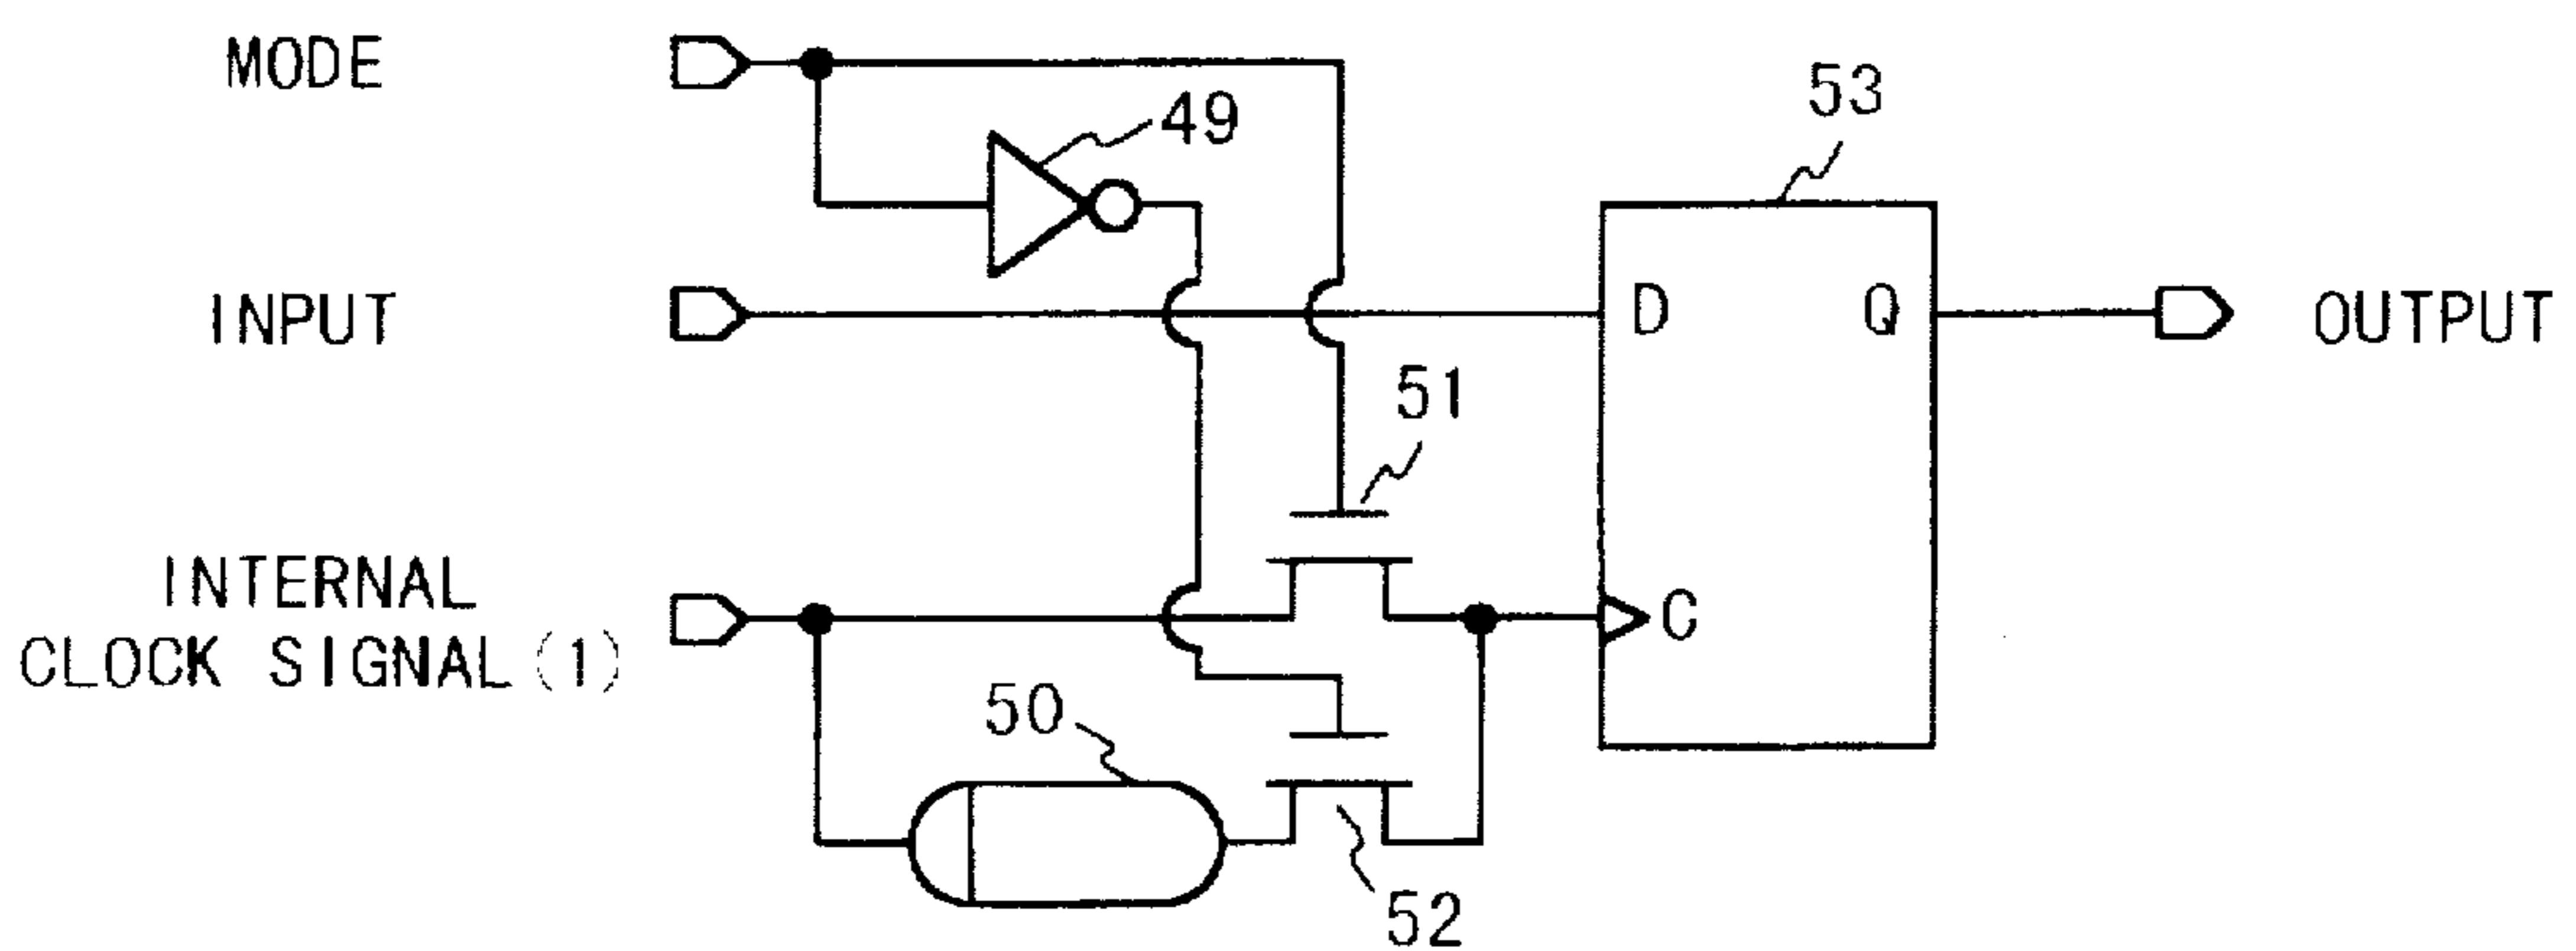 MODE
49
53
INPUT
D
Q
OUTPUT
51
INTERNAL
CLOCK SIGNAL(1)
C
50
52